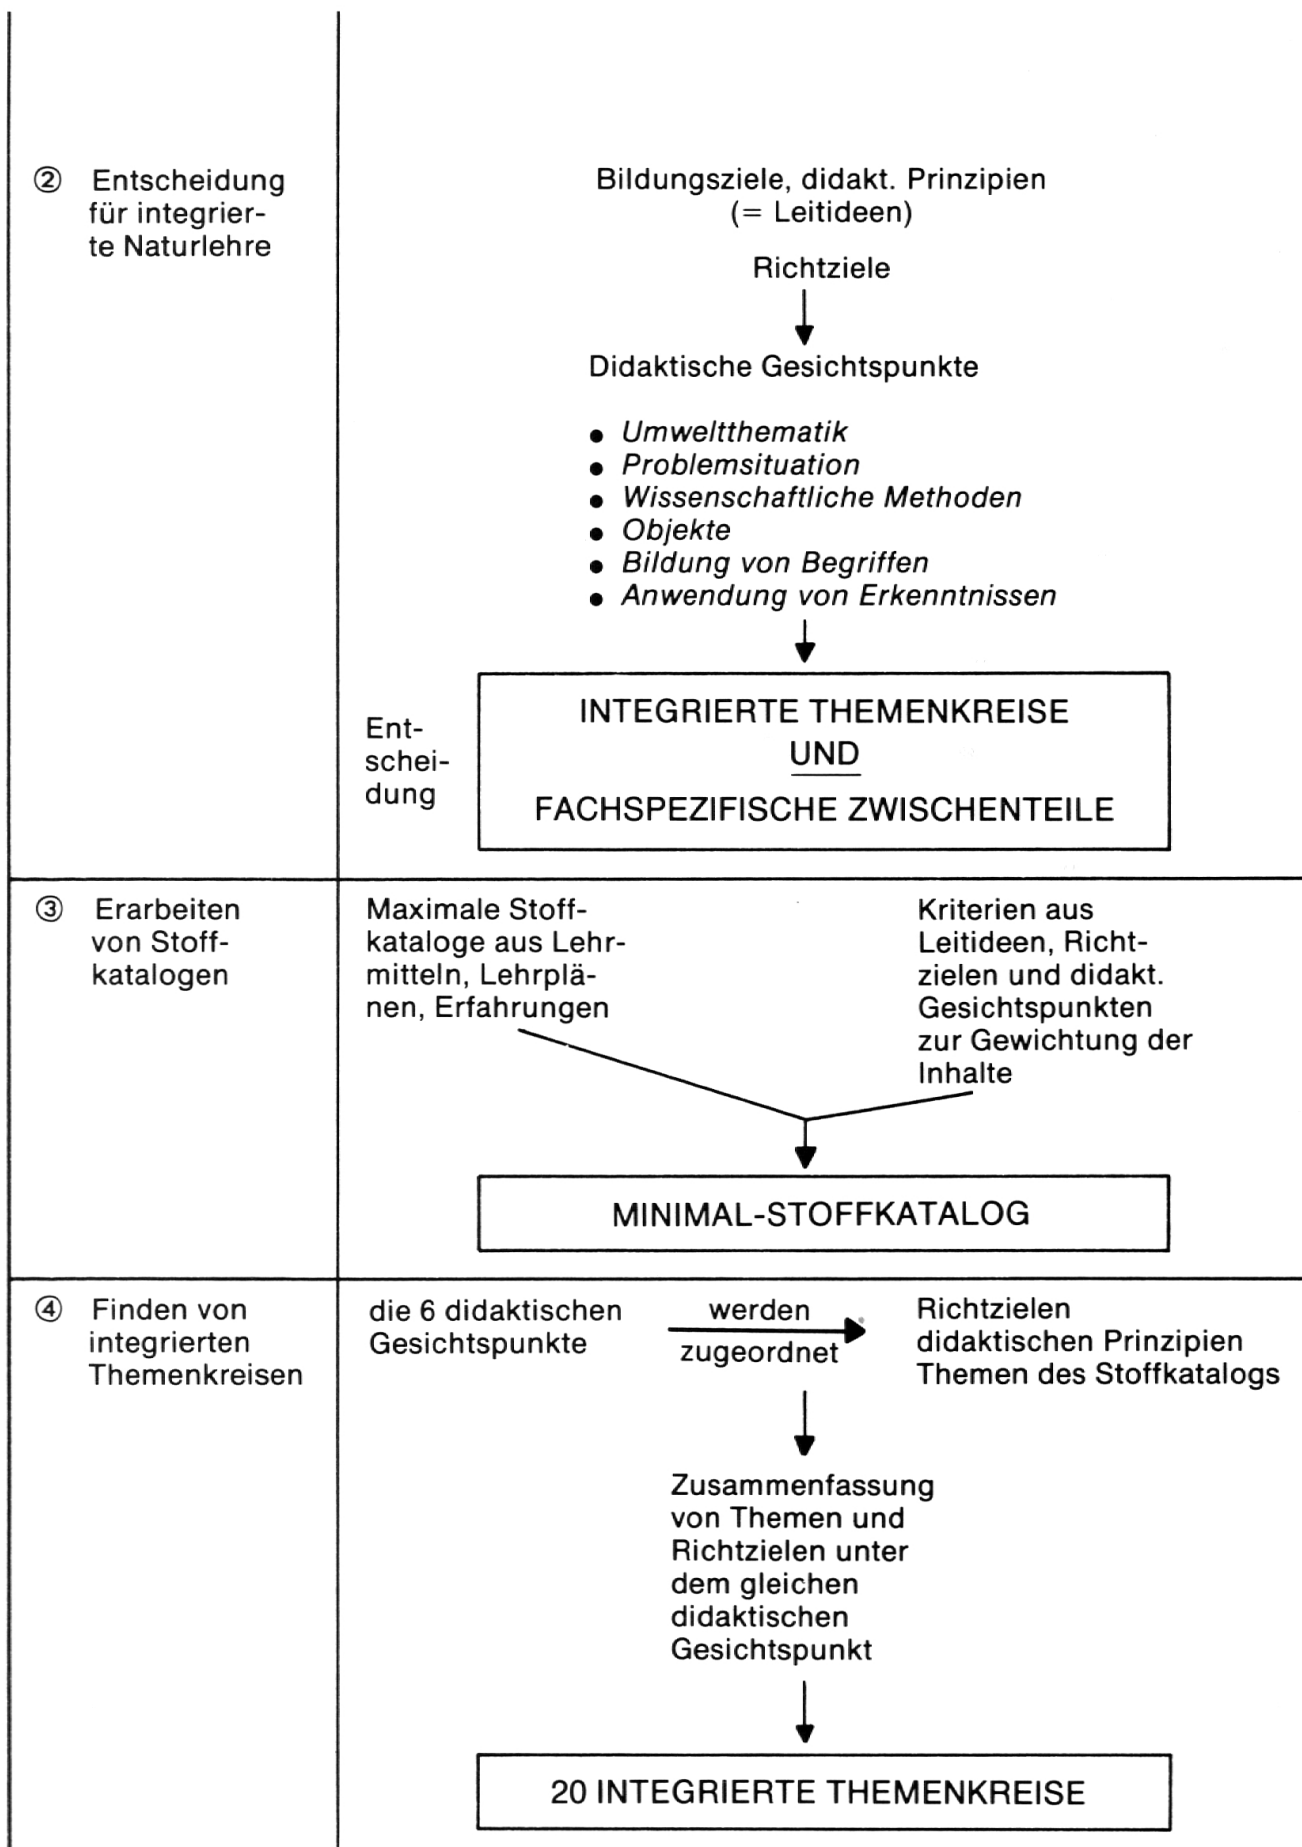 ② Entscheidung
für integrier-
te Naturlehre
Bildungsziele, didakt. Prinzipien
(= Leitideen)
Richtziele
Didaktische Gesichtspunkte
● Umweltthematik
● Problemsituation
● Wissenschaftliche Methoden
● Objekte
● Bildung von Begriffen
● Anwendung von Erkenntnissen
Ent-
schei-
dung
INTEGRIERTE THEMENKREISE
UND
FACHSPEZIFISCHE ZWISCHENTEILE
③ Erarbeiten
von Stoff-
katalogen
Maximale Stoff-
kataloge aus Lehr-
mitteln, Lehrplä-
nen, Erfahrungen
Kriterien aus
Leitideen, Richt-
zielen und didakt.
Gesichtspunkten
zur Gewichtung der
Inhalte
MINIMAL-STOFFKATALOG
④ Finden von
integrierten
Themenkreisen
die 6 didaktischen
Gesichtspunkte
werden
zugeordnet
Richtzielen
didaktischen Prinzipien
Themen des Stoffkatalogs
Zusammenfassung
von Themen und
Richtzielen unter
dem gleichen
didaktischen
Gesichtspunkt
20 INTEGRIERTE THEMENKREISE